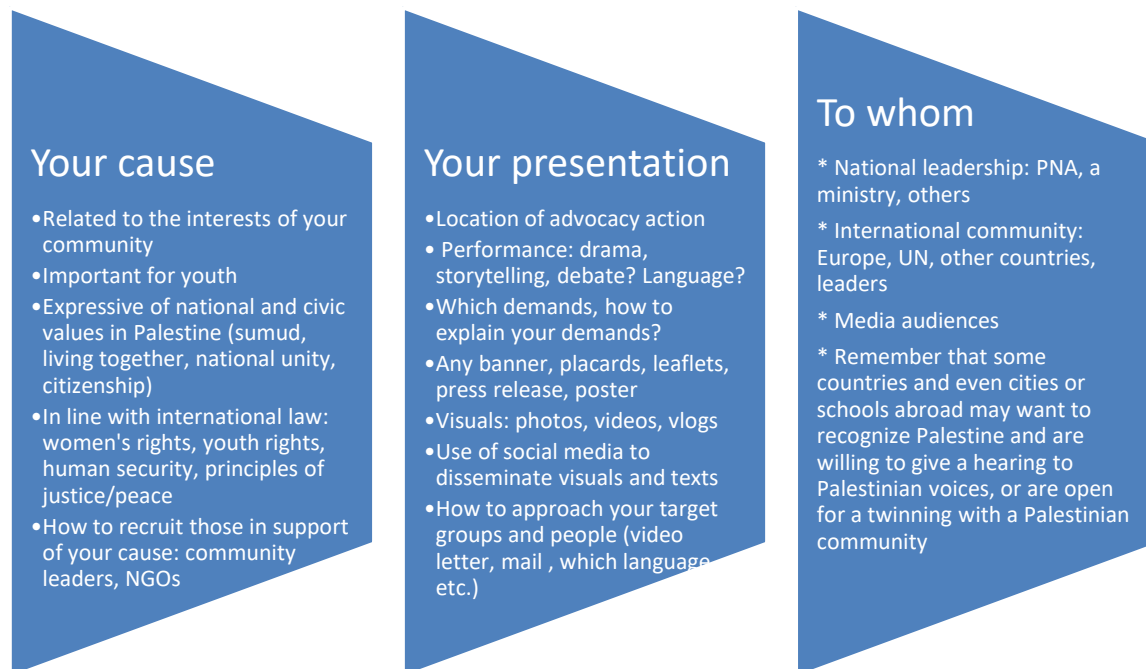 Your cause
•Related to the interests of your
community
•Important for youth
•Expressive of national and civic
values in Palestine (sumud,
living together, national unity,
citizenship)
•In line with international law:
women's rights, youth rights,
human security, principles of
justice/peace
•How to recruit those in support
of your cause: community
leaders, NGOs
Your presentation
•Location of advocacy action
• Performance: drama,
storytelling, debate? Language?
•Which demands, how to
explain your demands?
•Any banner, placards, leaflets,
press release, poster
•Visuals: photos, videos, vlogs
•Use of social media to
disseminate visuals and texts
•How to approach your target
groups and people (video
letter, mail , which language
etc.)
To whom
* National leadership: PNA, a
ministry, others
* International community:
Europe, UN, other countries,
leaders
* Media audiences
* Remember that some
countries and even cities or
schools abroad may want to
recognize Palestine and are
willing to give a hearing to
Palestinian voices, or are open
for a twinning with a Palestinian
community